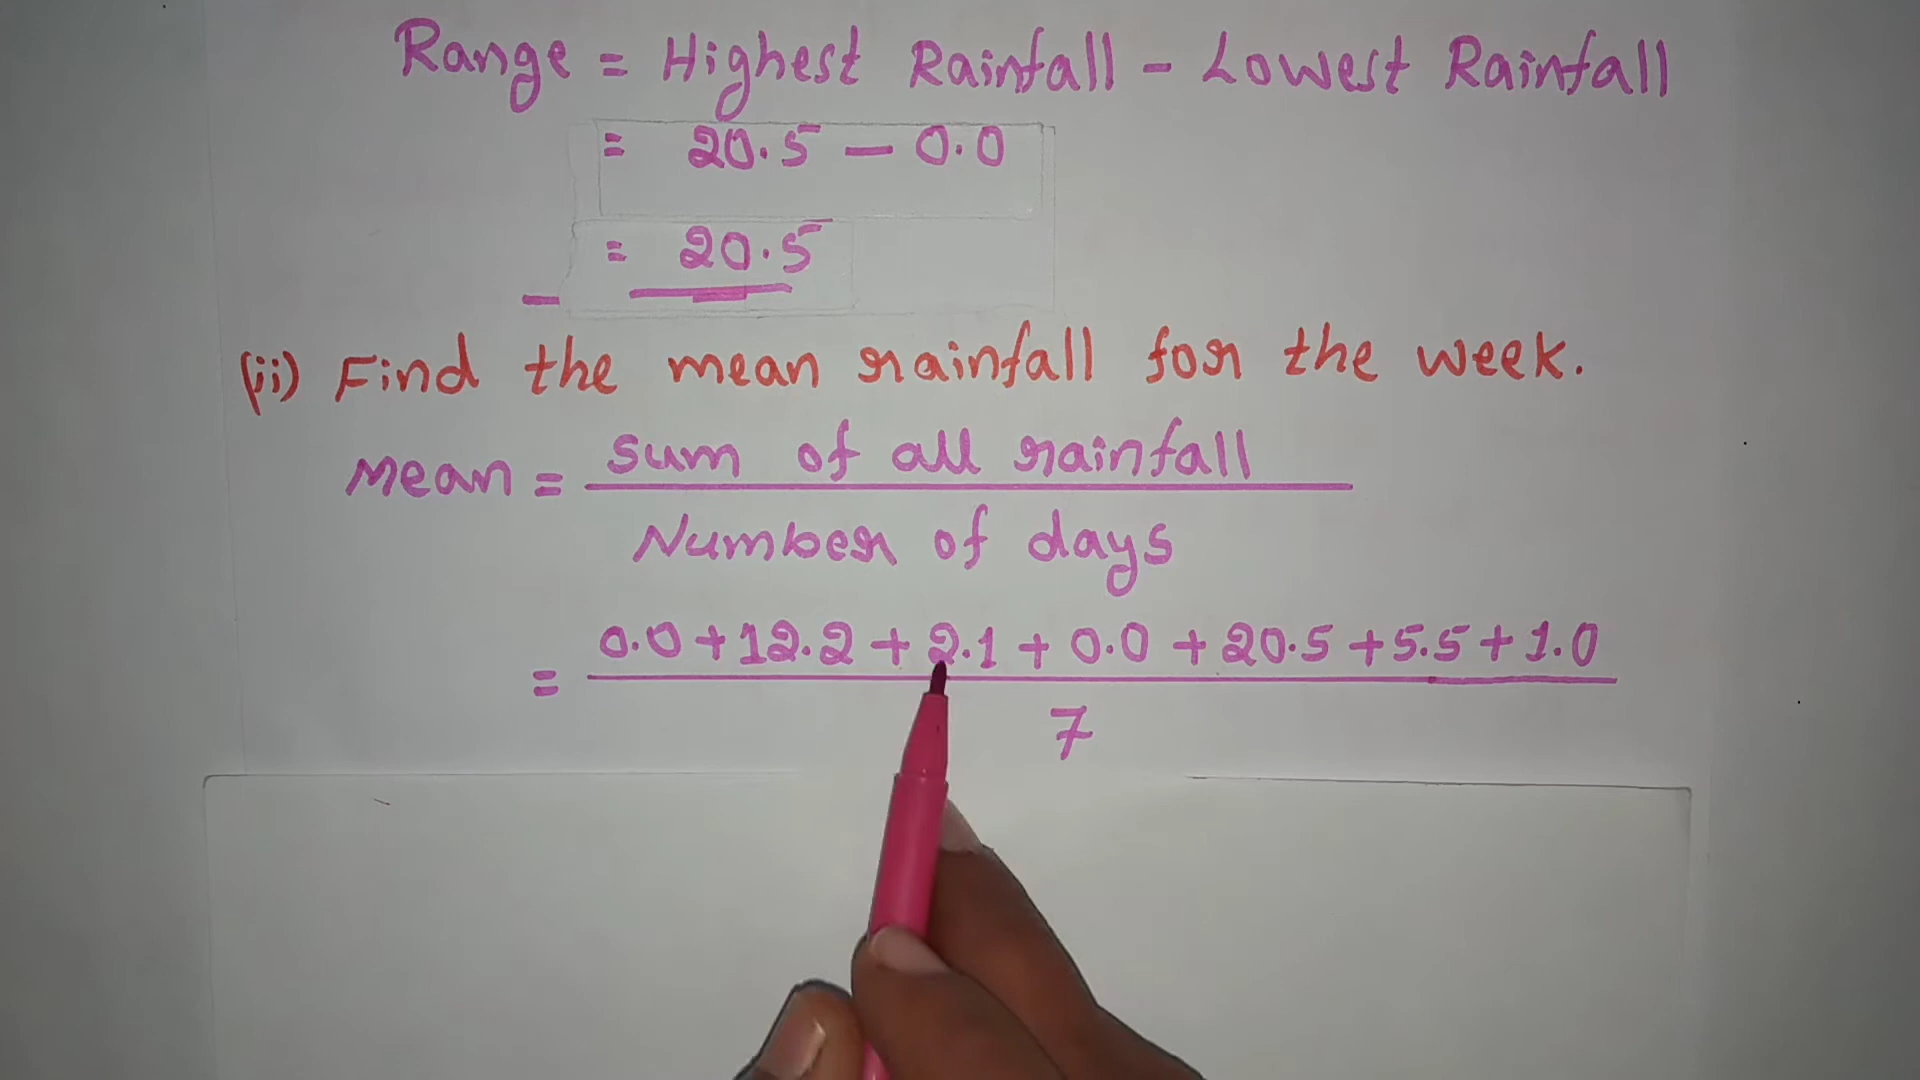 Range = Highest Rainfall - Lowest Rainfall
= 20.5 - 0.0
= 20.5
(ii) Find the mean rainfall for the week.
Mean = Sum of all rainfall
Number of days
= 0.0 + 12.2 + 2.1 + 0.0 + 20.5 + 5.5 + 1.0
7